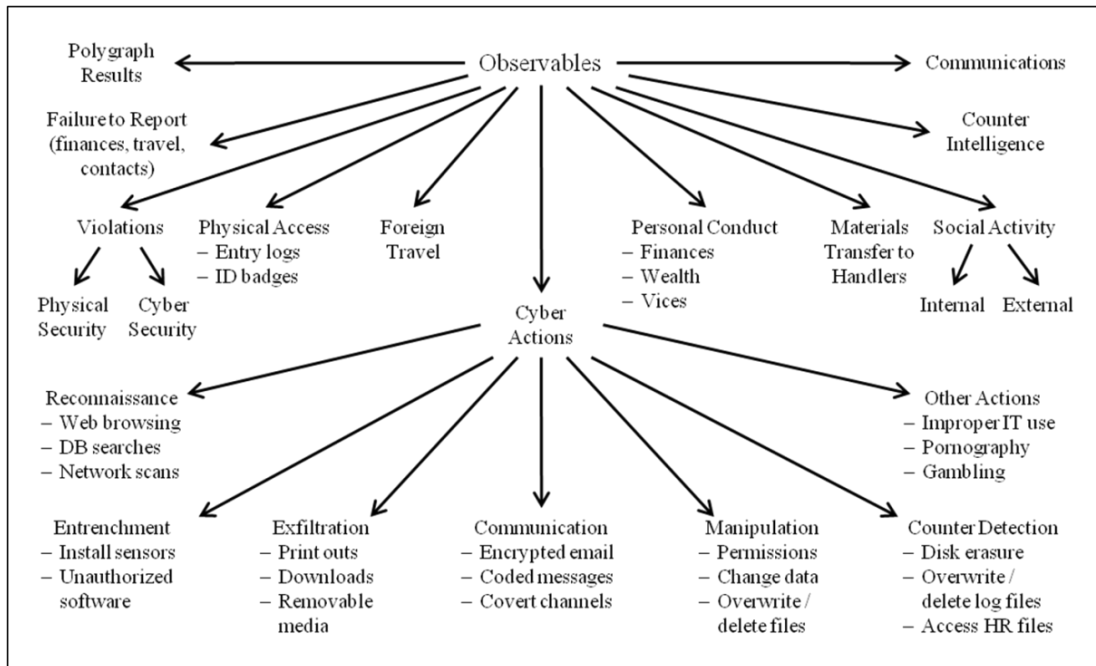 Observables
Polygraph
Results
Communications
Failure to Report
(finances, travel,
contacts)
Counter
Intelligence
Violations
Physical
Security
Cyber
Security
Physical Access
– Entry logs
– ID badges
Foreign
Travel
Personal Conduct
– Finances
– Wealth
– Vices
Materials
Transfer to
Handlers
Social Activity
Internal
External
Cyber
Actions
Reconnaissance
– Web browsing
– DB searches
– Network scans
Other Actions
– Improper IT use
– Pornography
– Gambling
Entrenchment
– Install sensors
– Unauthorized
software
Exfiltration
– Print outs
– Downloads
– Removable
media
Communication
– Encrypted email
– Coded messages
– Covert channels
Manipulation
– Permissions
– Change data
– Overwrite /
delete files
Counter Detection
– Disk erasure
– Overwrite /
delete log files
– Access HR files